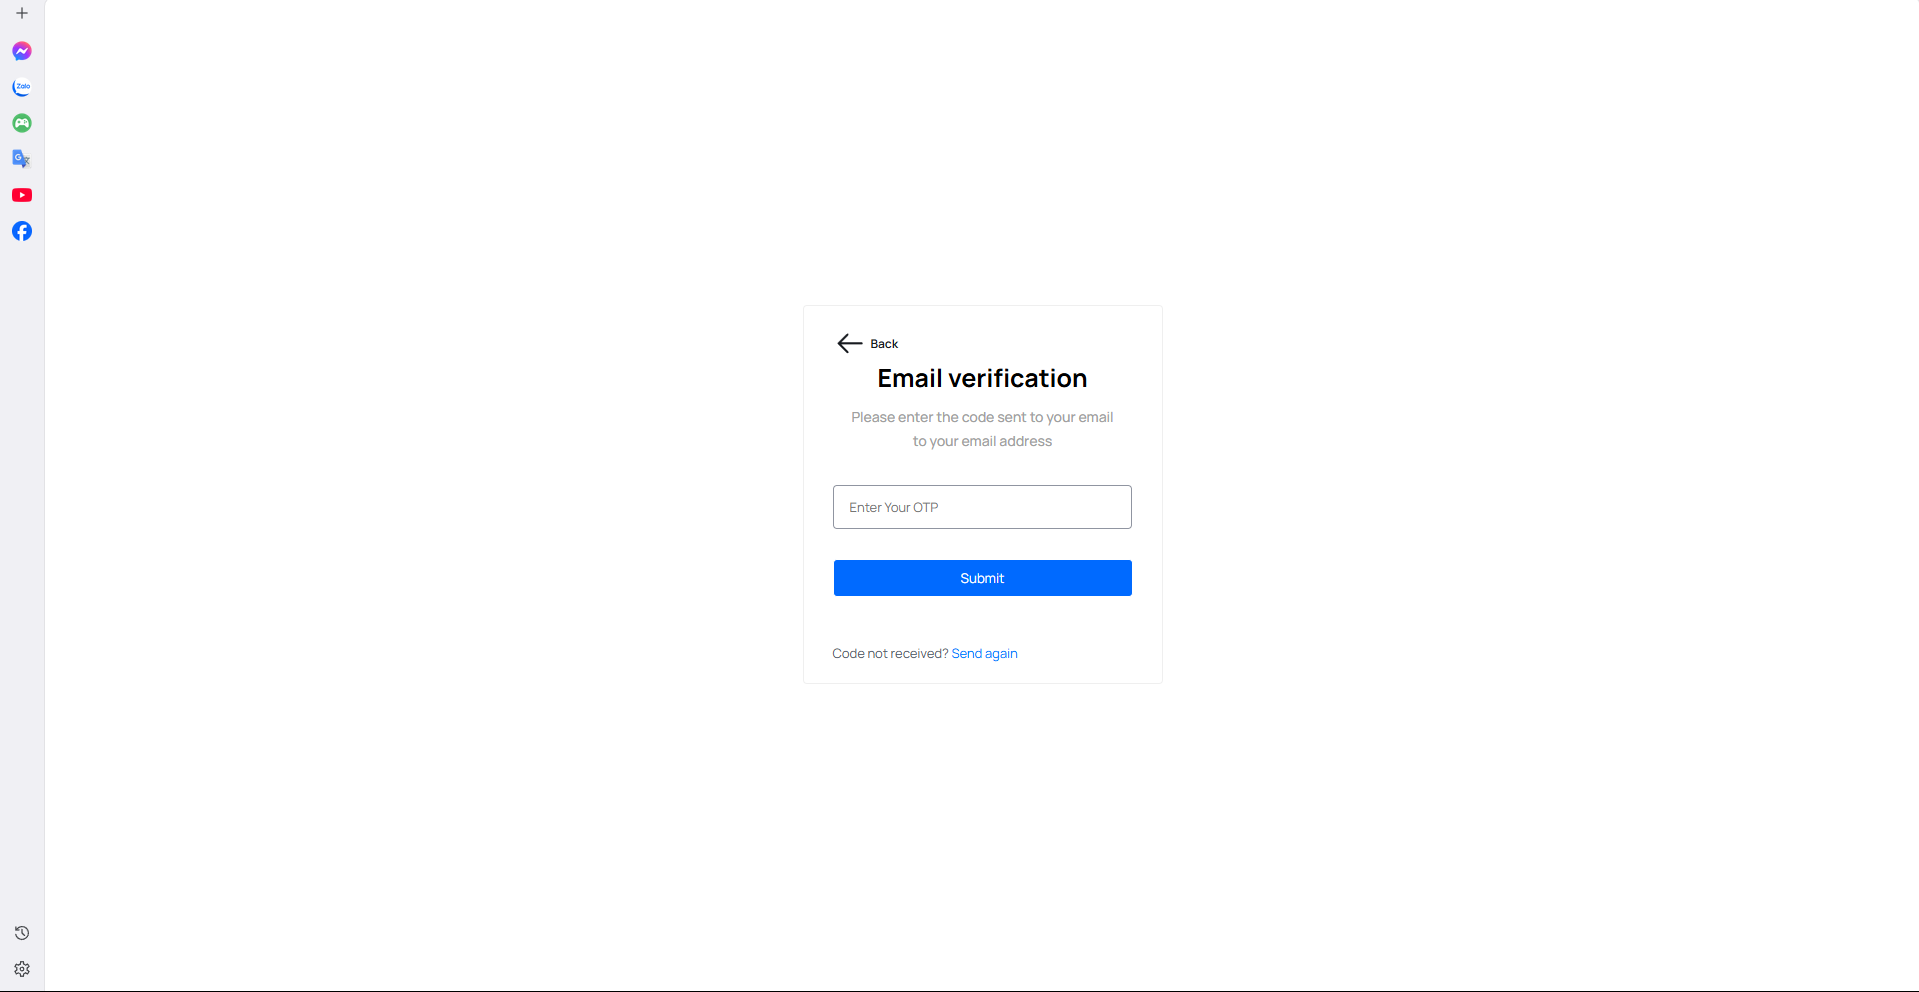 Zalo
Back
Email verification
Please enter the code sent to your email
to your email address
Enter Your OTP
Submit
Code not received? Send again